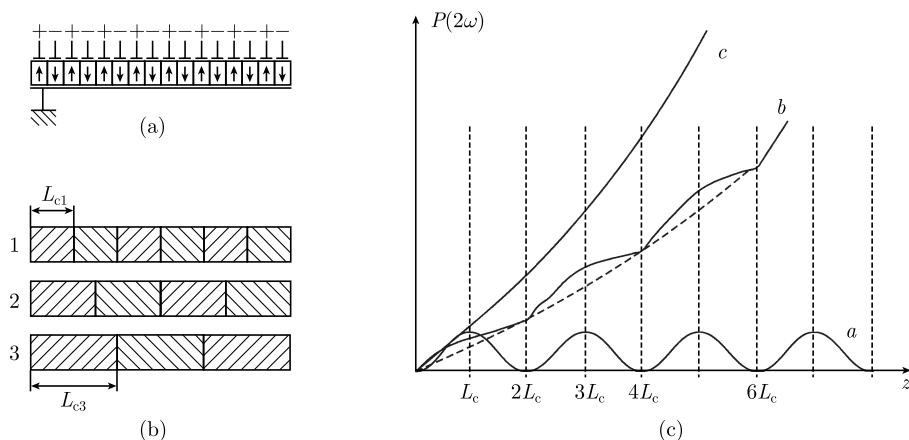 (a)
L_c1
1
2
3
L_c3
(b)
P(2ω)
c
b
a
L_c 2L_c 3L_c 4L_c 6L_c z
(c)